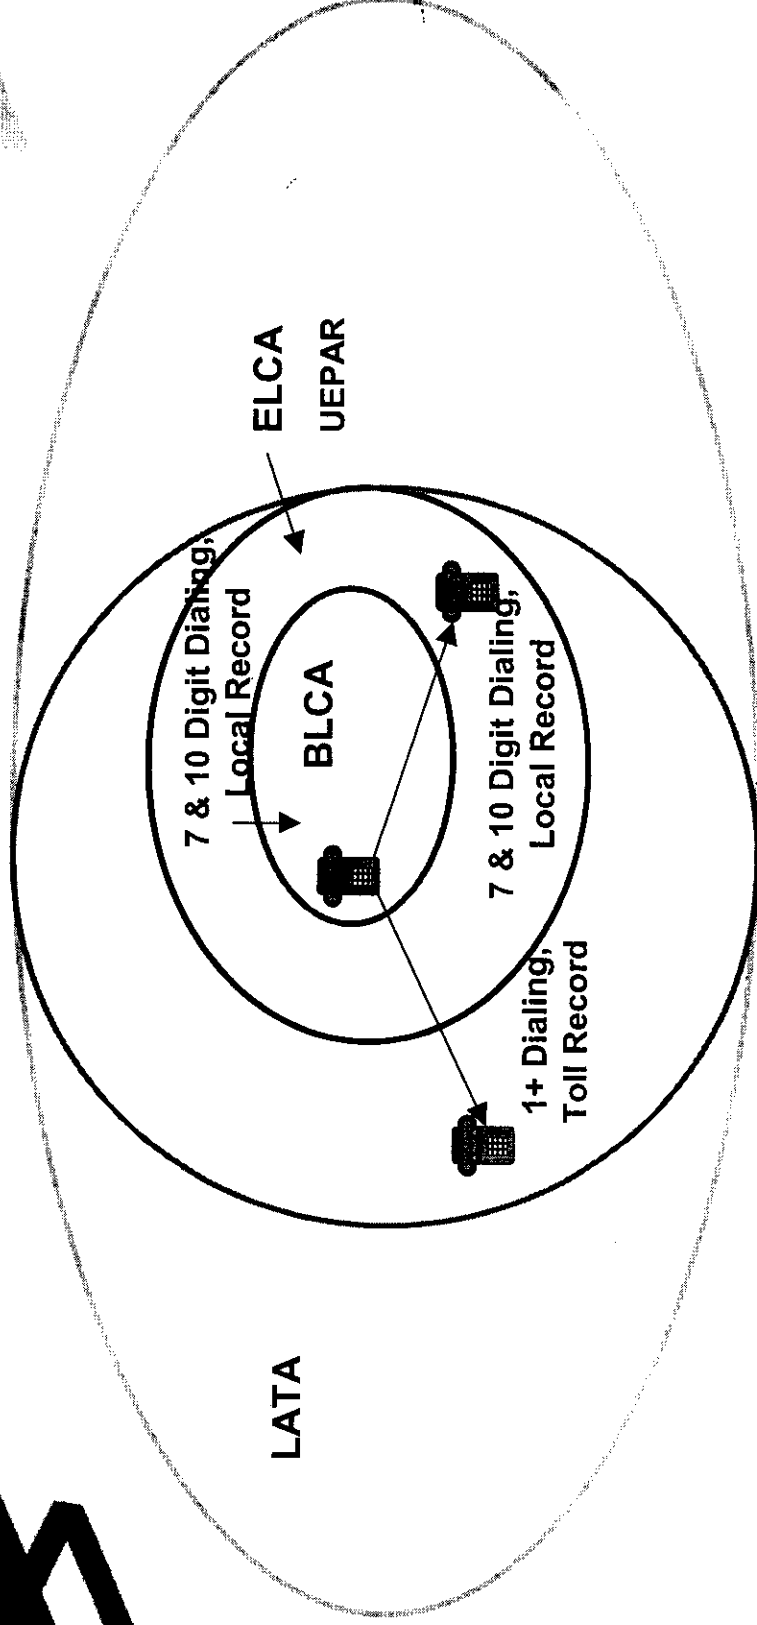 LATA
7 & 10 Digit Dialing,
Local Record
BLCA
ELCA
UEPAR
7 & 10 Digit Dialing,
Local Record
1+ Dialing,
Toll Record